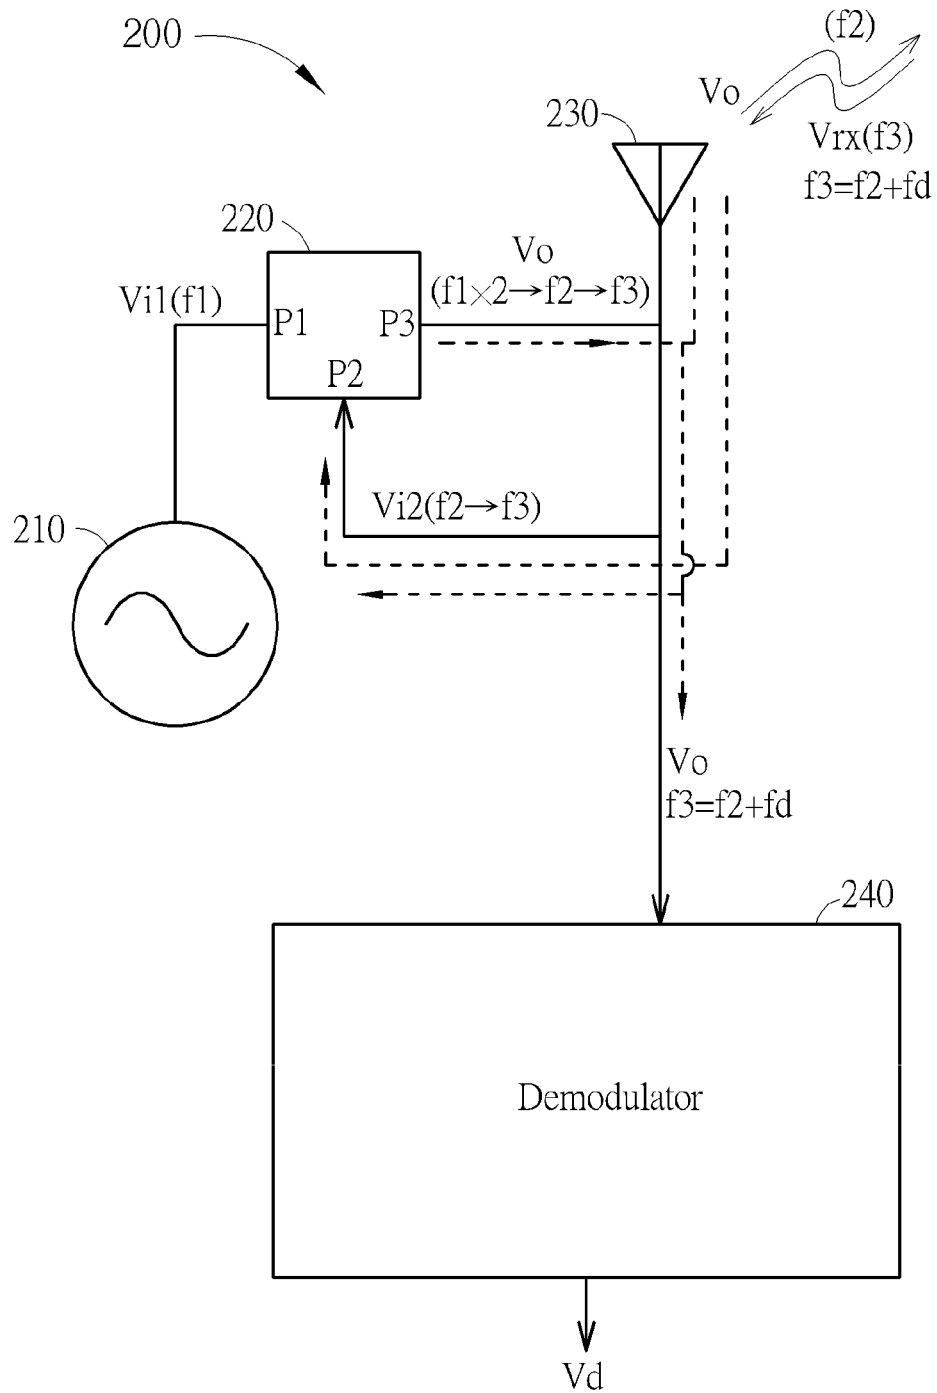 200
(f2)
Vo
230
Vrx(f3)
f3=f2+fd
220
Vo
(f1×2→f2→f3)
Vi1(f1)
P1
P3
P2
Vi2(f2→f3)
210
Vo
f3=f2+fd
240
Demodulator
Vd